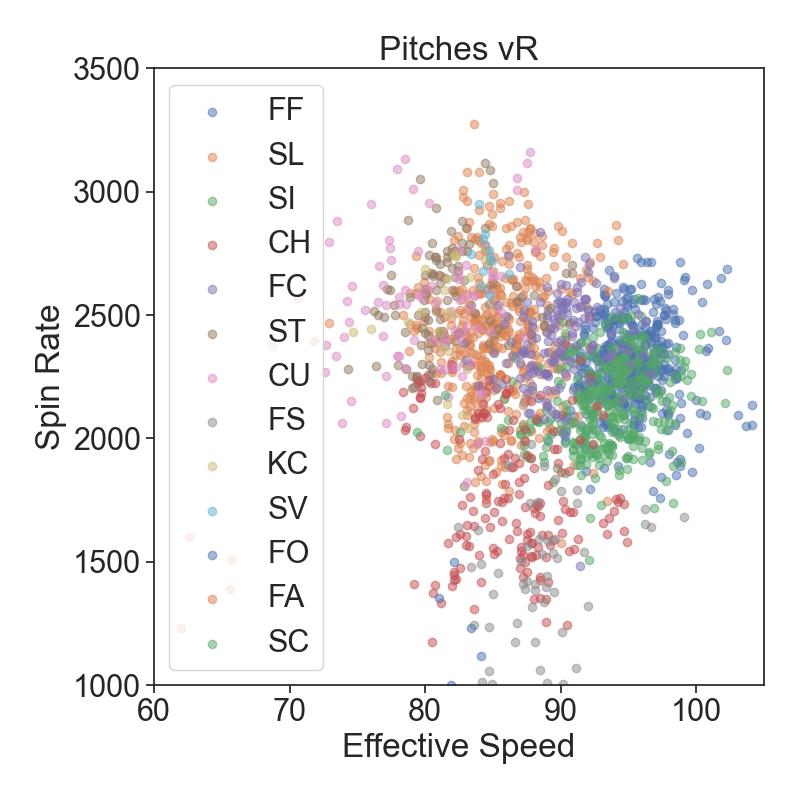 Pitches vR
3500
3000
2500
2000
1500
1000
Spin Rate
FF
SL
SI
CH
FC
ST
CU
FS
KC
SV
FO
FA
SC
60 70 80 90 100
Effective Speed